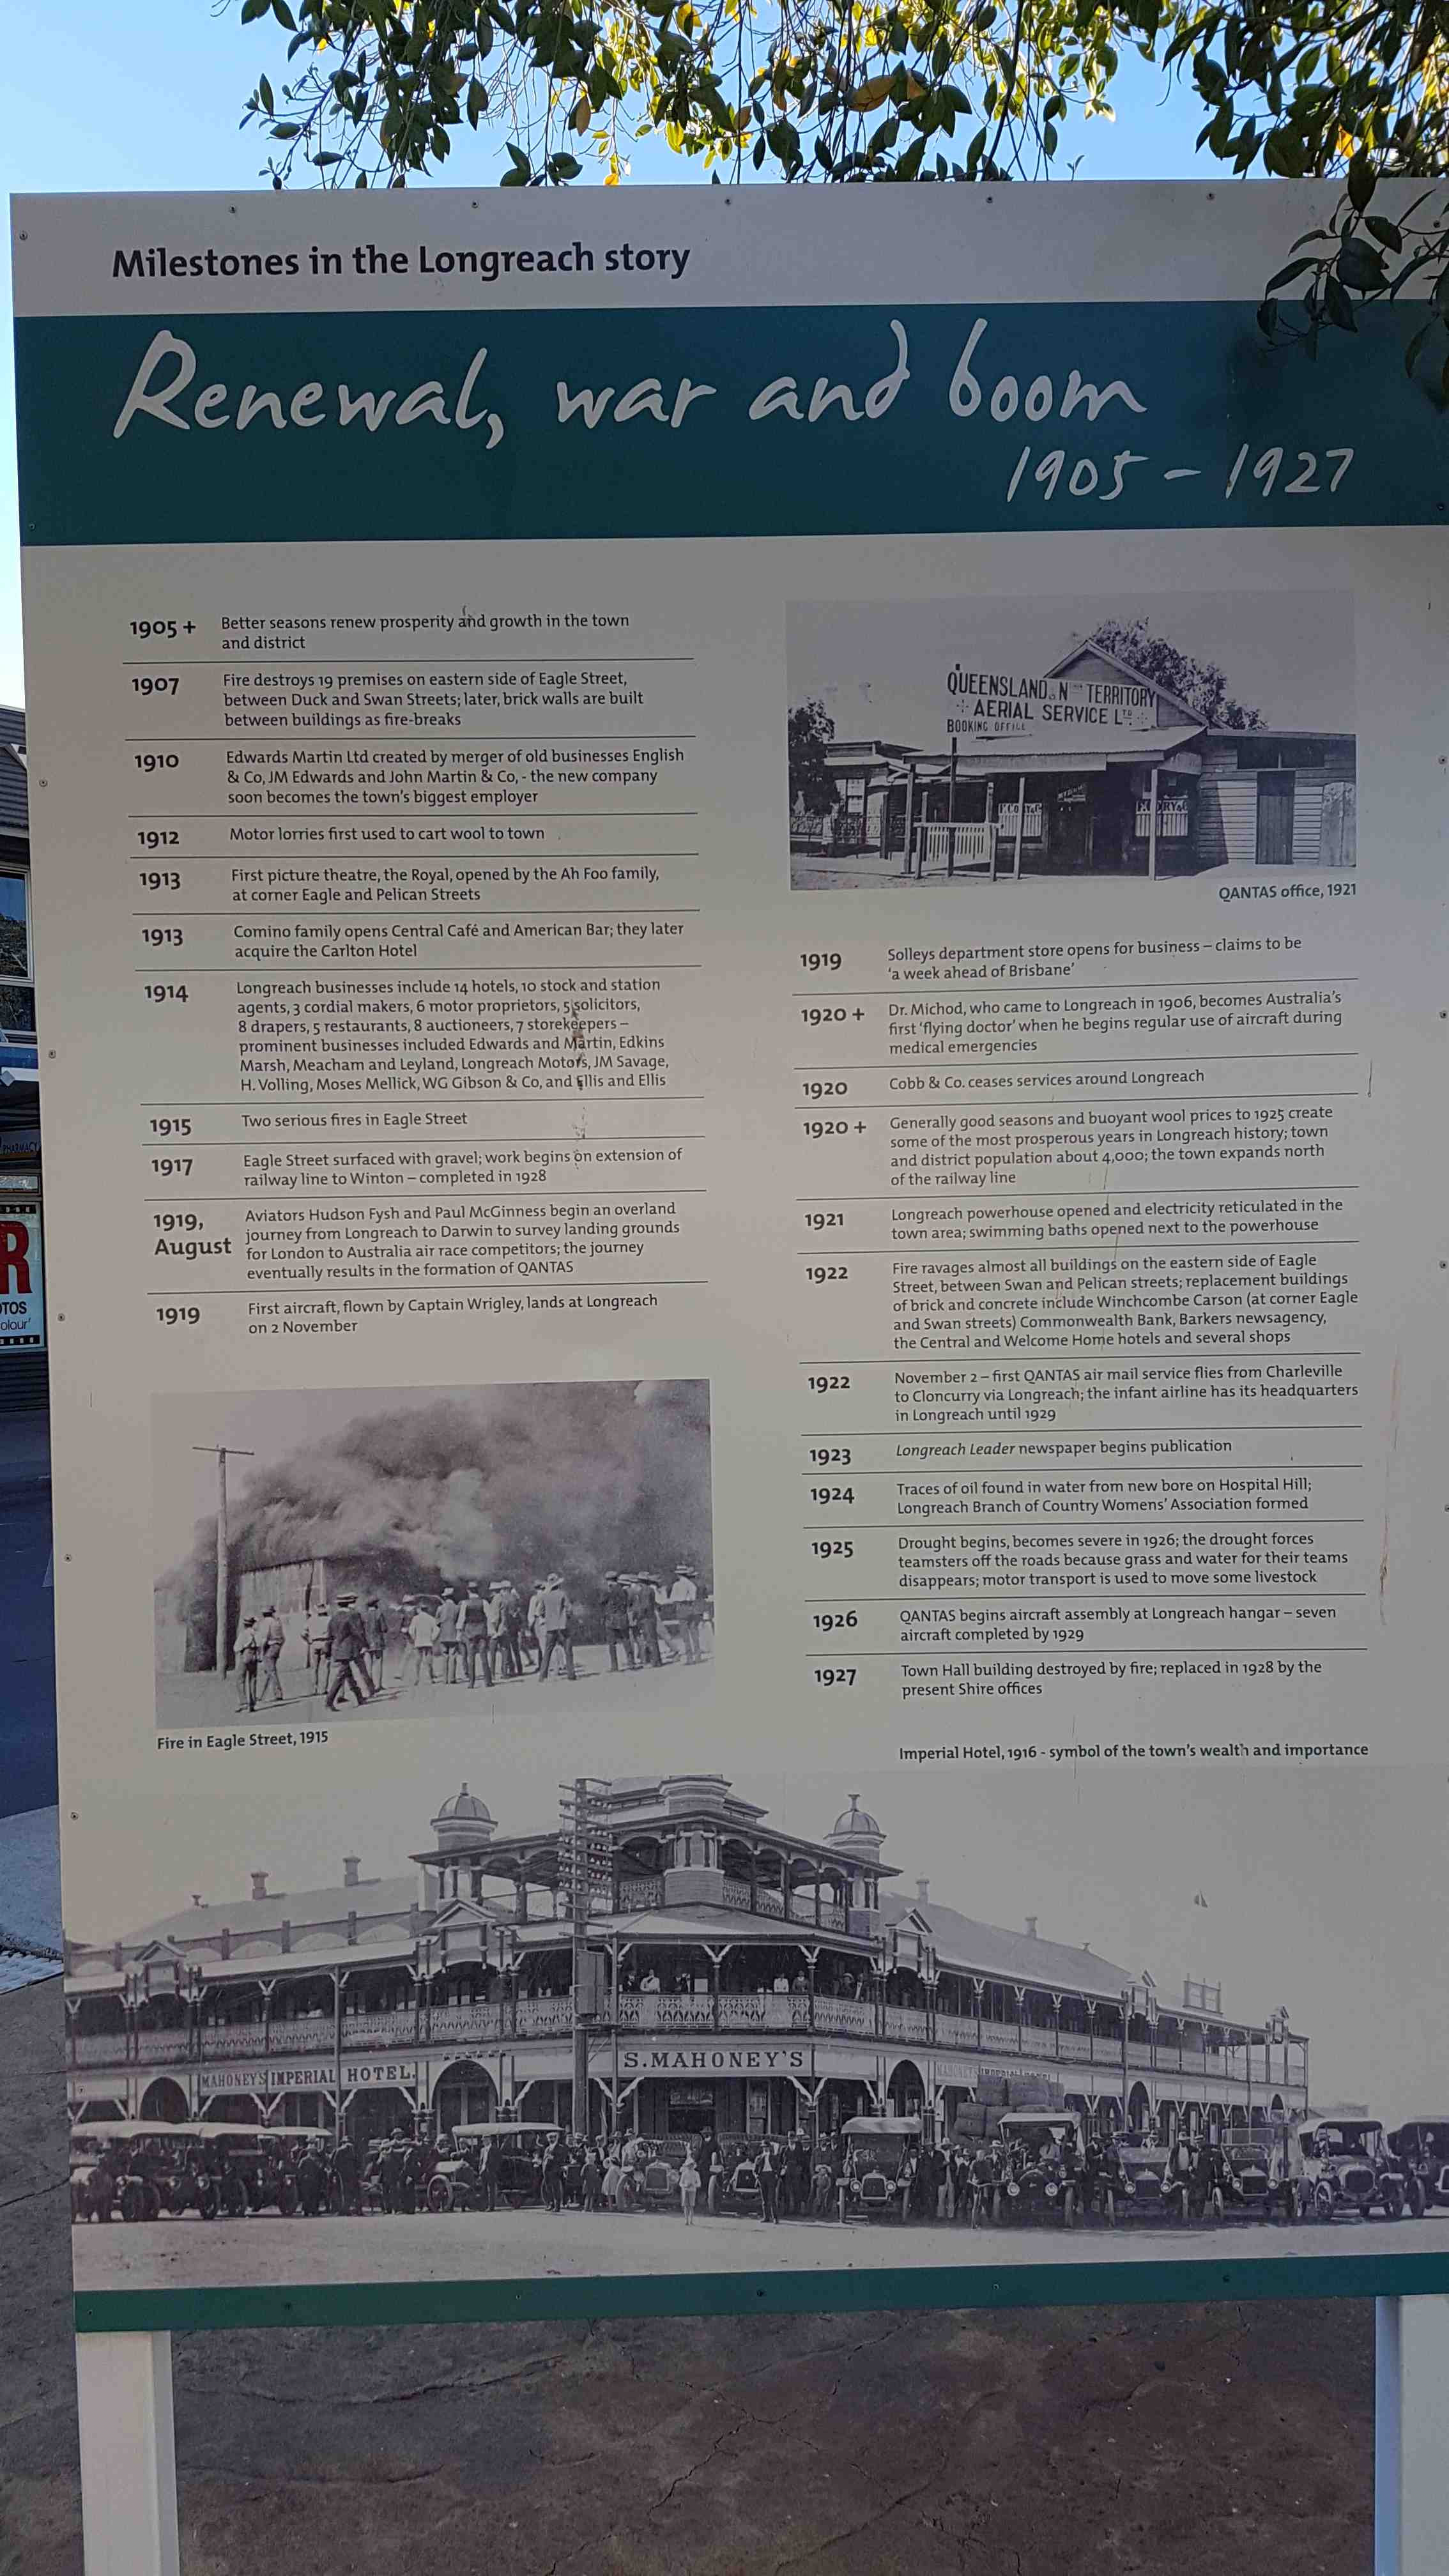 Milestones in the Longreach story
Renewal, war and boom
1905 – 1927
1905 + Better seasons renew prosperity and growth in the town
and district
1907 Fire destroys 19 premises on eastern side of Eagle Street,
between Duck and Swan Streets; later, brick walls are built
between buildings as fire-breaks
1910 Edwards Martin Ltd created by merger of old businesses English
& Co, JM Edwards and John Martin & Co, - the new company
soon becomes the town's biggest employer
1912 Motor lorries first used to cart wool to town
1913 First picture theatre, the Royal, opened by the Ah Foo family,
at corner Eagle and Pelican Streets
1913 Comino family opens Central Café and American Bar; they later
acquire the Carlton Hotel
1914 Longreach businesses include 14 hotels, 10 stock and station
agents, 3 cordial makers, 6 motor proprietors, 5 solicitors,
8 drapers, 5 restaurants, 8 auctioneers, 7 storekeepers –
prominent businesses included Edwards and Martin, Edkins
Marsh, Meacham and Leyland, Longreach Motors, JM Savage,
H. Volling, Moses Mellick, WG Gibson & Co, and Ellis and Ellis
1915 Two serious fires in Eagle Street
1917 Eagle Street surfaced with gravel; work begins on extension of
railway line to Winton – completed in 1928
1919, August Aviators Hudson Fysh and Paul McGinness begin an overland
journey from Longreach to Darwin to survey landing grounds
for London to Australia air race competitors; the journey
eventually results in the formation of QANTAS
1919 First aircraft, flown by Captain Wrigley, lands at Longreach
on 2 November
Fire in Eagle Street, 1915
QUEENSLAND & N TERRITORY
AERIAL SERVICE LTD
BOOKING OFFICE
QANTAS office, 1921
1919 Solleys department store opens for business – claims to be
'a week ahead of Brisbane'
1920 + Dr. Michod, who came to Longreach in 1906, becomes Australia's
first 'flying doctor' when he begins regular use of aircraft during
medical emergencies
1920 Cobb & Co. ceases services around Longreach
1920 + Generally good seasons and buoyant wool prices to 1925 create
some of the most prosperous years in Longreach history; town
and district population about 4,000; the town expands north
of the railway line
1921 Longreach powerhouse opened and electricity reticulated in the
town area; swimming baths opened next to the powerhouse
1922 Fire ravages almost all buildings on the eastern side of Eagle
Street, between Swan and Pelican streets; replacement buildings
of brick and concrete include Winchcombe Carson (at corner Eagle
and Swan streets) Commonwealth Bank, Barkers newsagency,
the Central and Welcome Home hotels and several shops
1922 November 2 – first QANTAS air mail service flies from Charleville
to Cloncurry via Longreach; the infant airline has its headquarters
in Longreach until 1929
1923 Longreach Leader newspaper begins publication
1924 Traces of oil found in water from new bore on Hospital Hill;
Longreach Branch of Country Womens' Association formed
1925 Drought begins, becomes severe in 1926; the drought forces
teamsters off the roads because grass and water for their teams
disappears; motor transport is used to move some livestock
1926 QANTAS begins aircraft assembly at Longreach hangar – seven
aircraft completed by 1929
1927 Town Hall building destroyed by fire; replaced in 1928 by the
present Shire offices
Imperial Hotel, 1916 - symbol of the town's wealth and importance
MAHONEY'S IMPERIAL HOTEL.
S. MAHONEY'S
PHARMACY
R
TOS
olour'